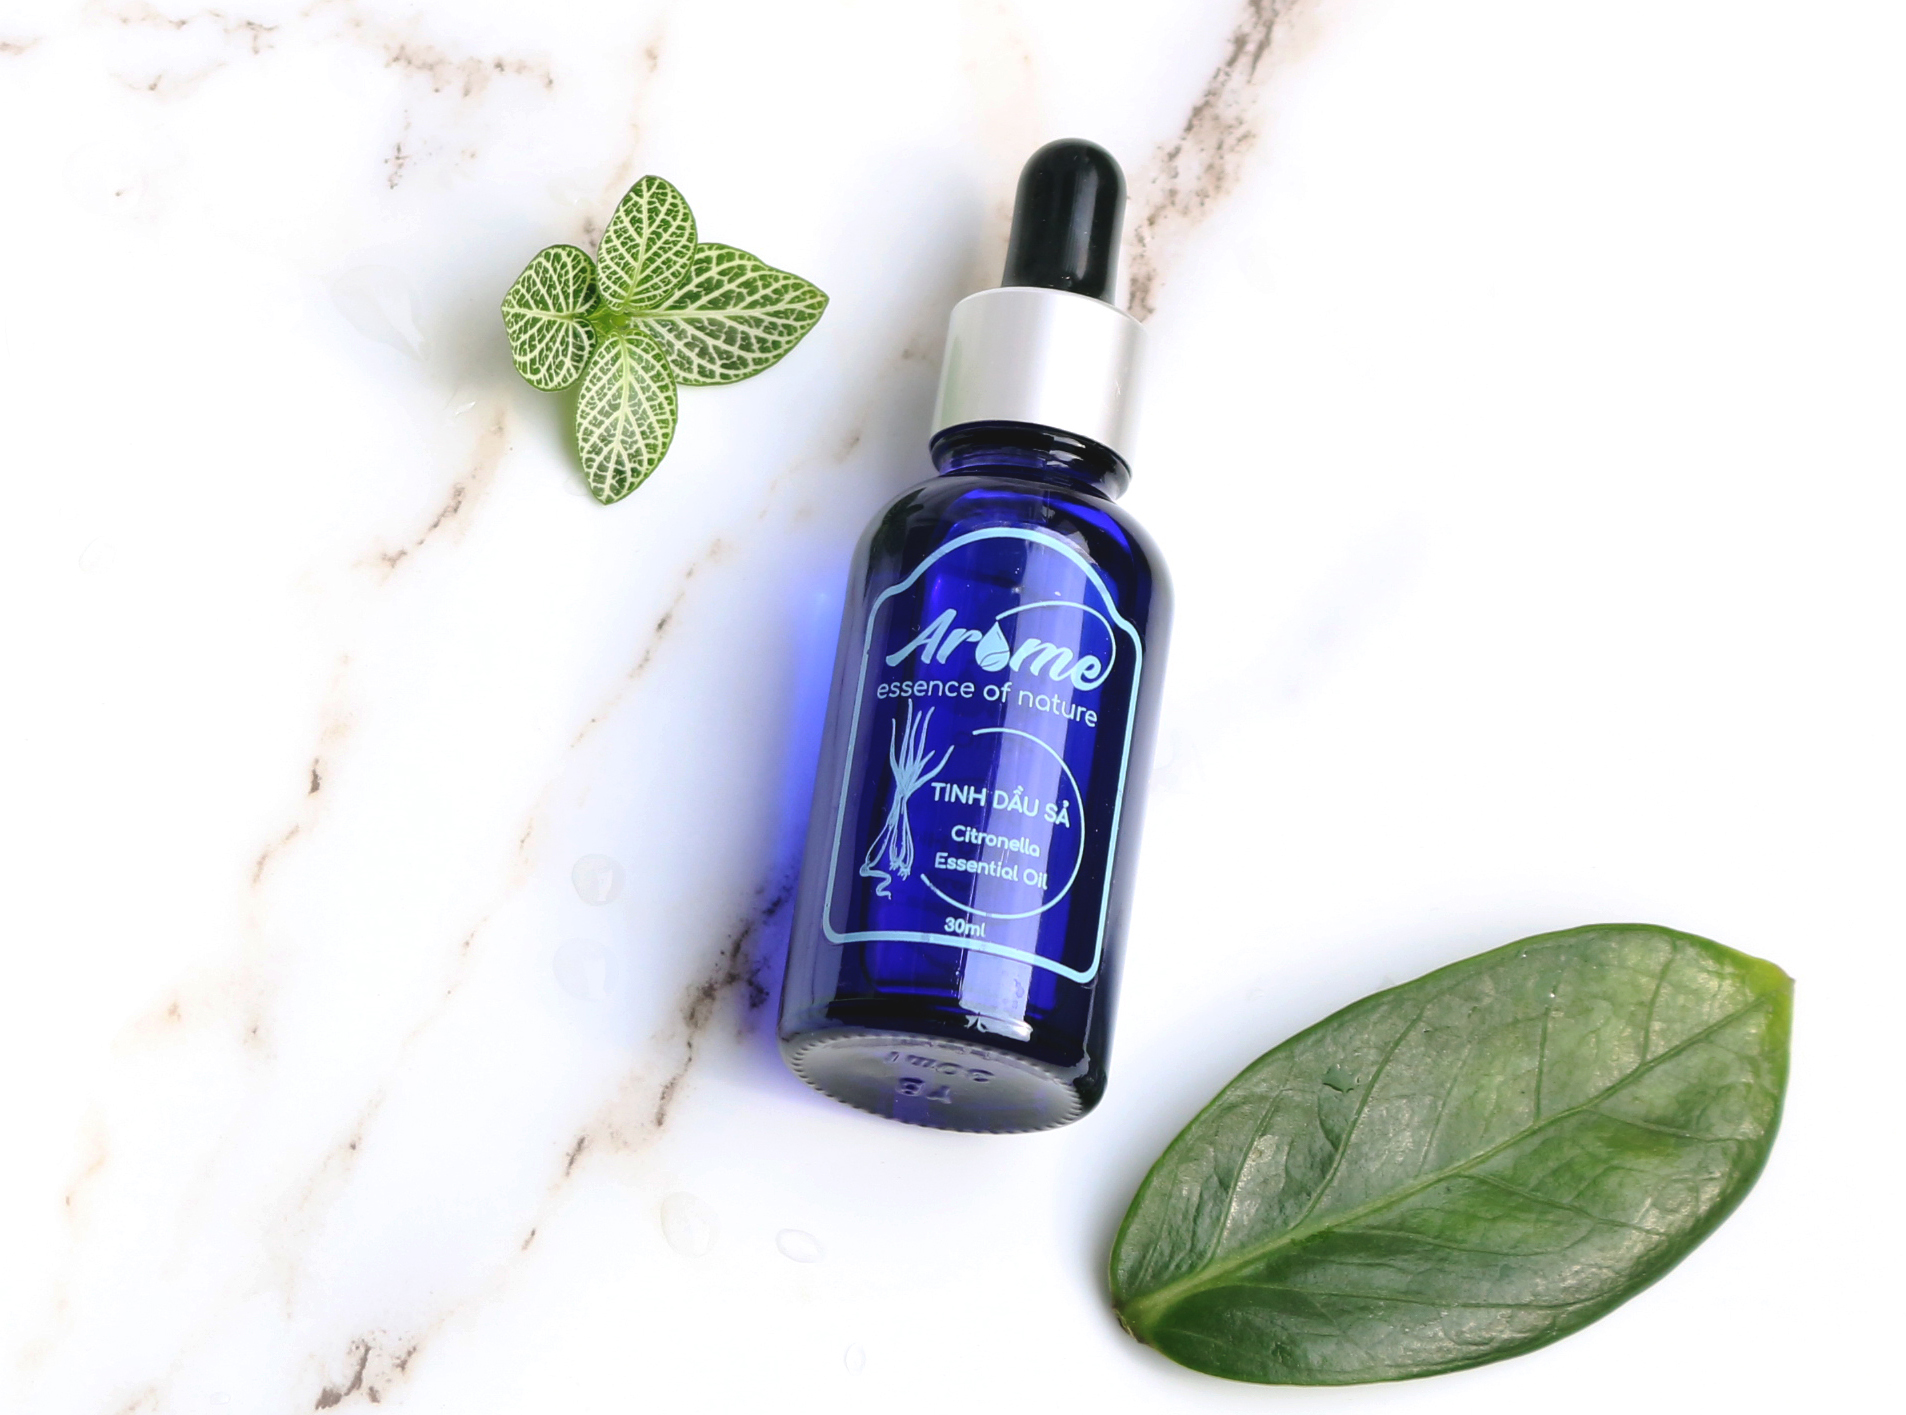 Arome
essence of nature
TINH DẦU SẢ
Citronella
Essential Oil
30ml